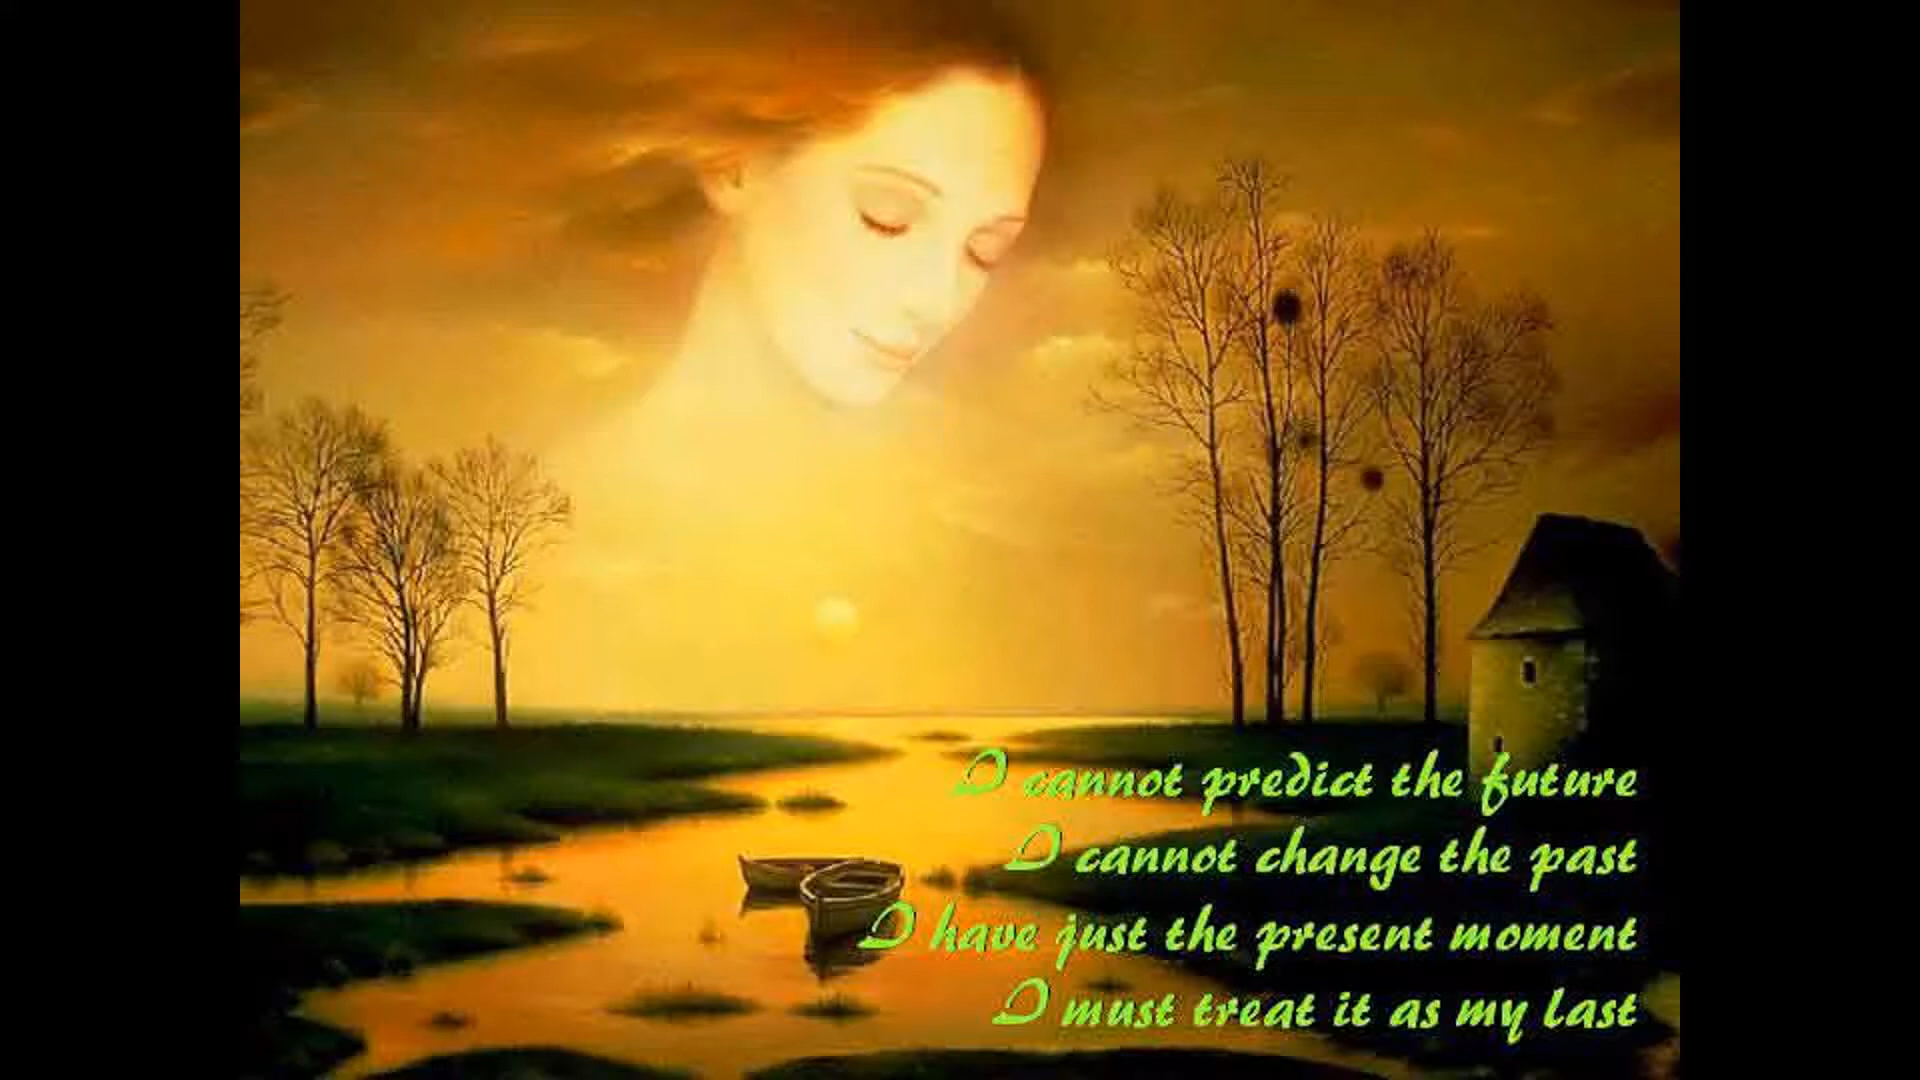 I cannot predict the future
I cannot change the past
I have just the present moment
I must treat it as my last